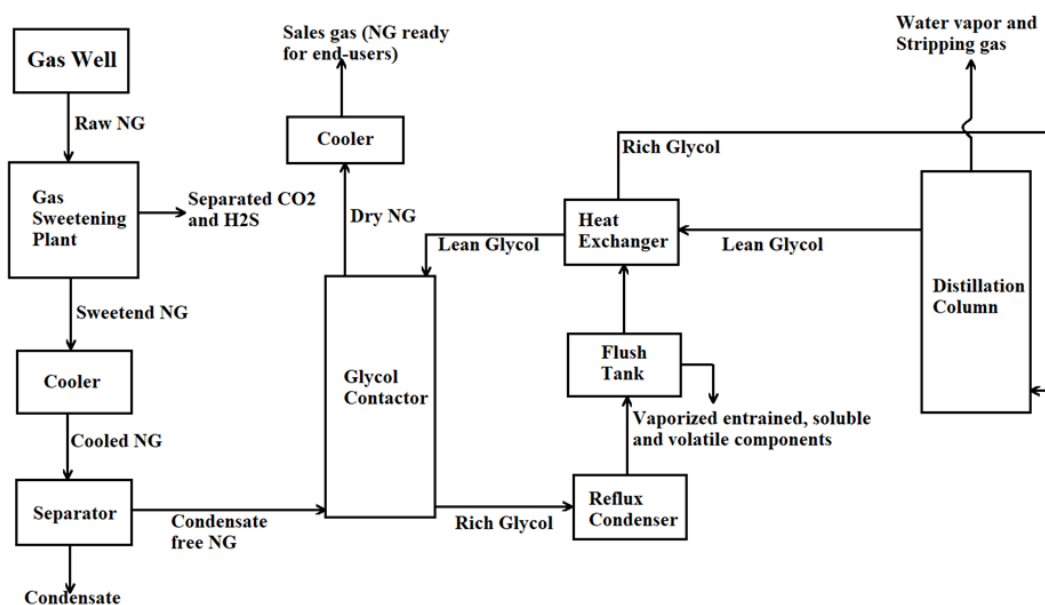 Gas Well
Raw NG
Gas
Sweetening
Plant
Separated CO2
and H2S
Sweetend NG
Cooler
Cooled NG
Separator
Condensate
Condensate
free NG
Sales gas (NG ready
for end-users)
Cooler
Dry NG
Glycol
Contactor
Lean Glycol
Rich Glycol
Reflux
Condenser
Flush
Tank
Vaporized entrained, soluble
and volatile components
Heat
Exchanger
Rich Glycol
Lean Glycol
Distillation
Column
Water vapor and
Stripping gas